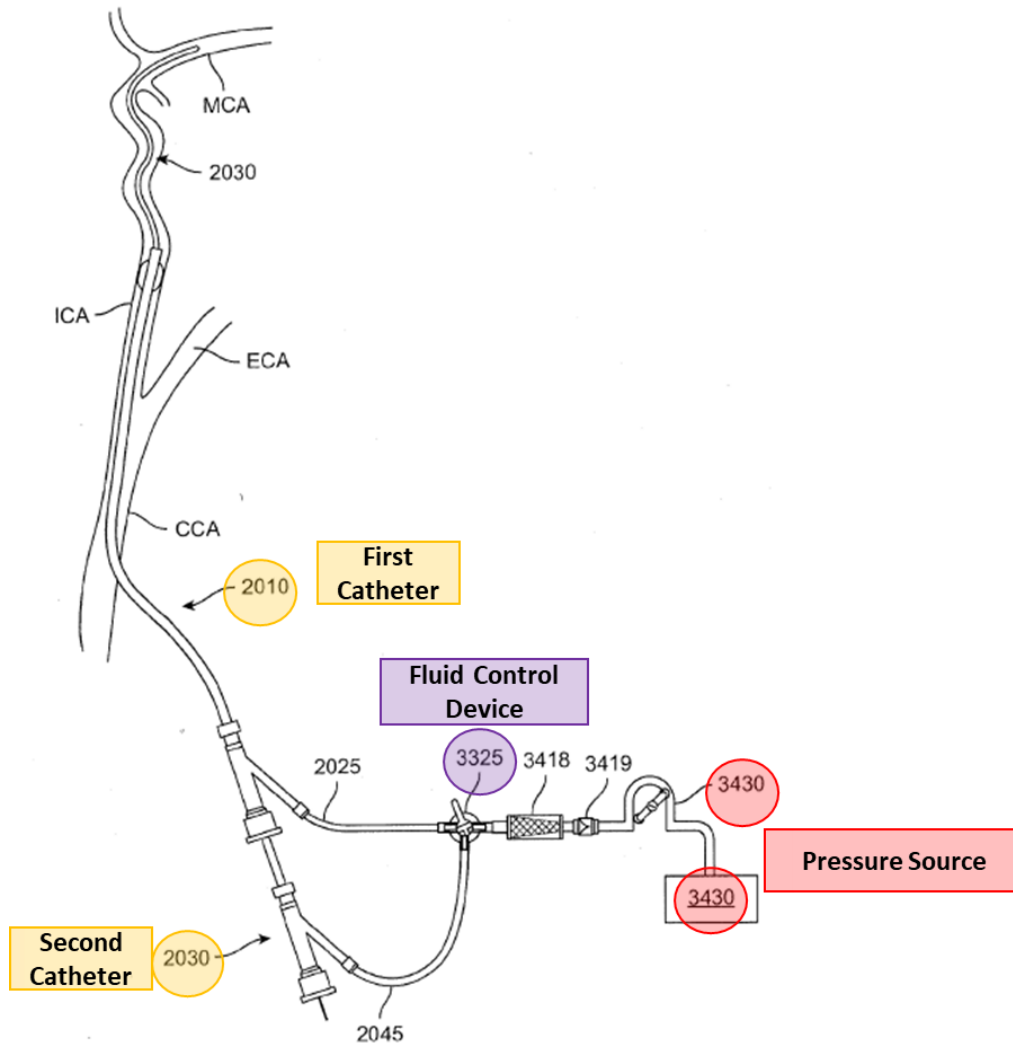 MCA
2030
ICA
ECA
CCA
2010
First
Catheter
Fluid Control
Device
3325
3418
3419
3430
2025
Pressure Source
3430
Second
Catheter
2030
2045